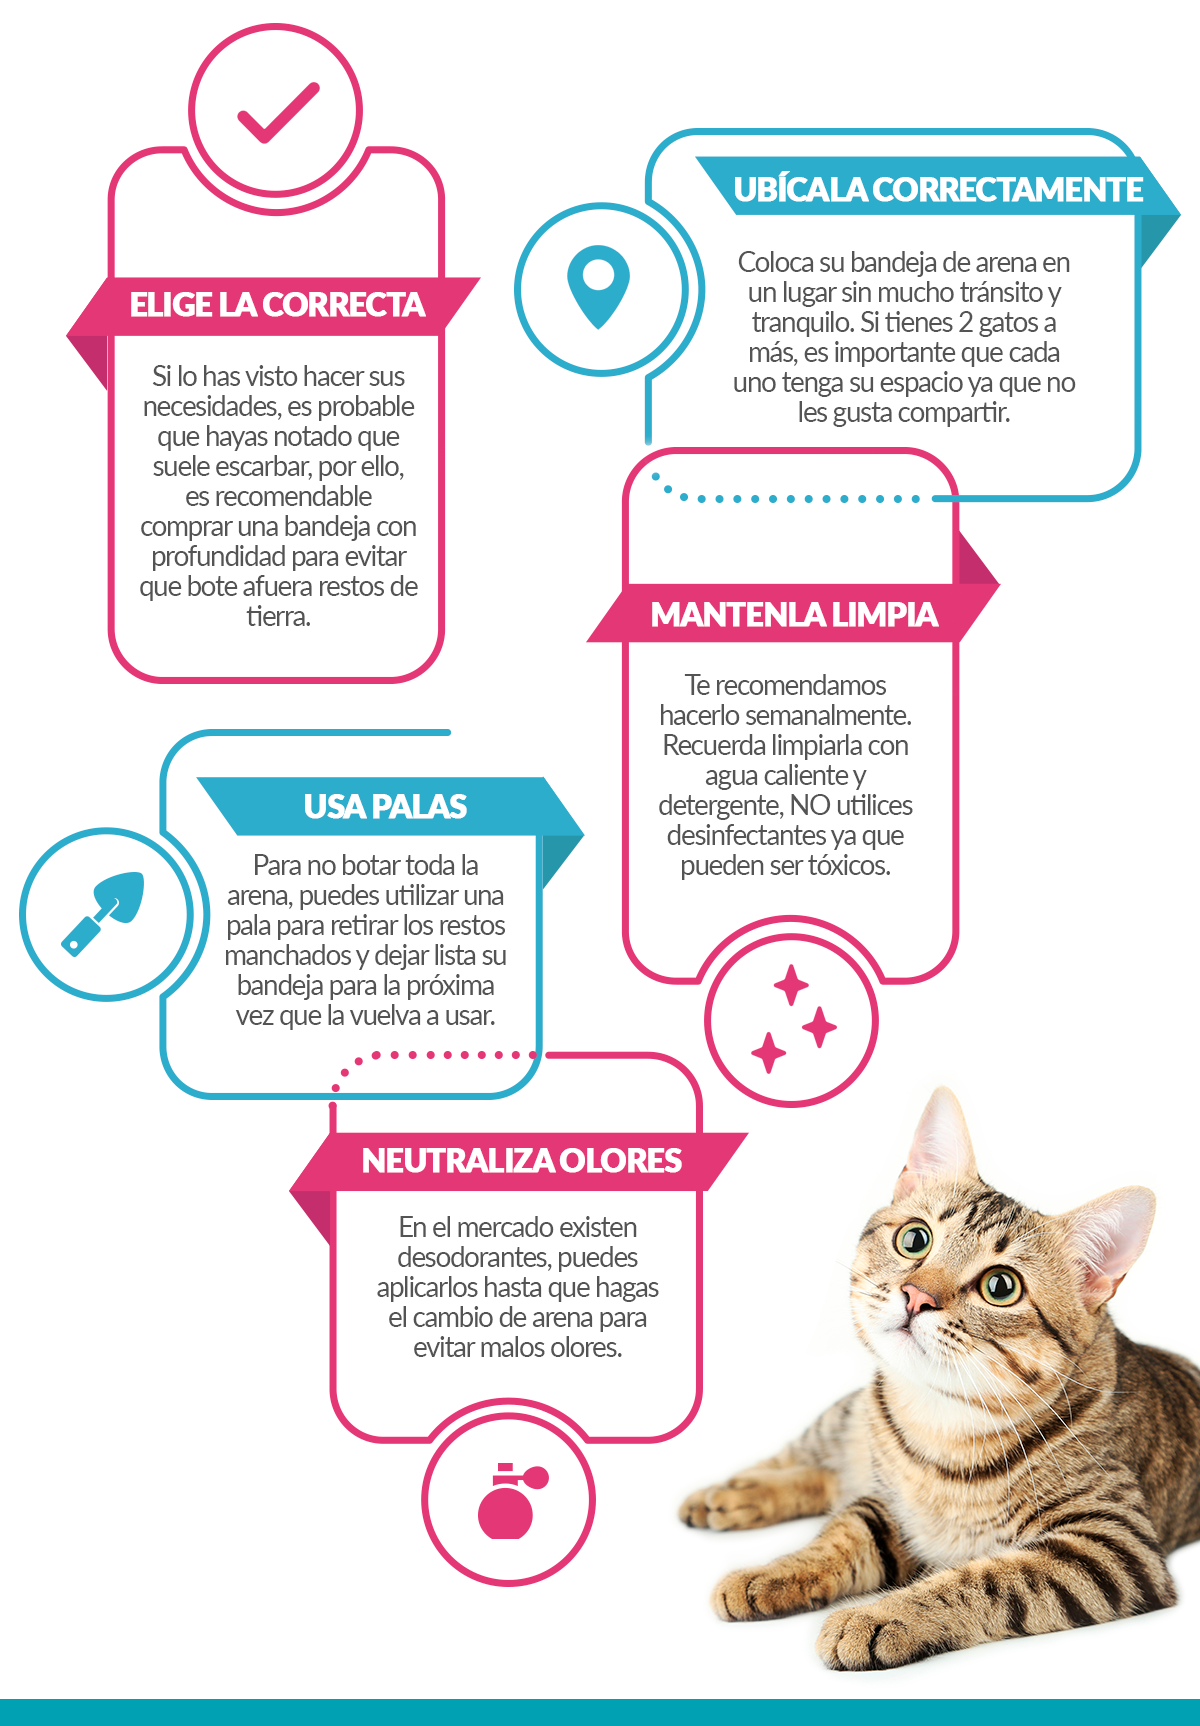 ELIGE LA CORRECTA
Si lo has visto hacer sus
necesidades, es probable
que hayas notado que
suele escarbar, por ello,
es recomendable
comprar una bandeja con
profundidad para evitar
que bote afuera restos de
tierra.
UBÍCALA CORRECTAMENTE
Coloca su bandeja de arena en
un lugar sin mucho tránsito y
tranquilo. Si tienes 2 gatos a
más, es importante que cada
uno tenga su espacio ya que no
les gusta compartir.
MANTENLA LIMPIA
Te recomendamos
hacerlo semanalmente.
Recuerda limpiarla con
agua caliente y
detergente, NO utilices
desinfectantes ya que
pueden ser tóxicos.
USA PALAS
Para no botar toda la
arena, puedes utilizar una
pala para retirar los restos
manchados y dejar lista su
bandeja para la próxima
vez que la vuelva a usar.
NEUTRALIZA OLORES
En el mercado existen
desodorantes, puedes
aplicarlos hasta que hagas
el cambio de arena para
evitar malos olores.